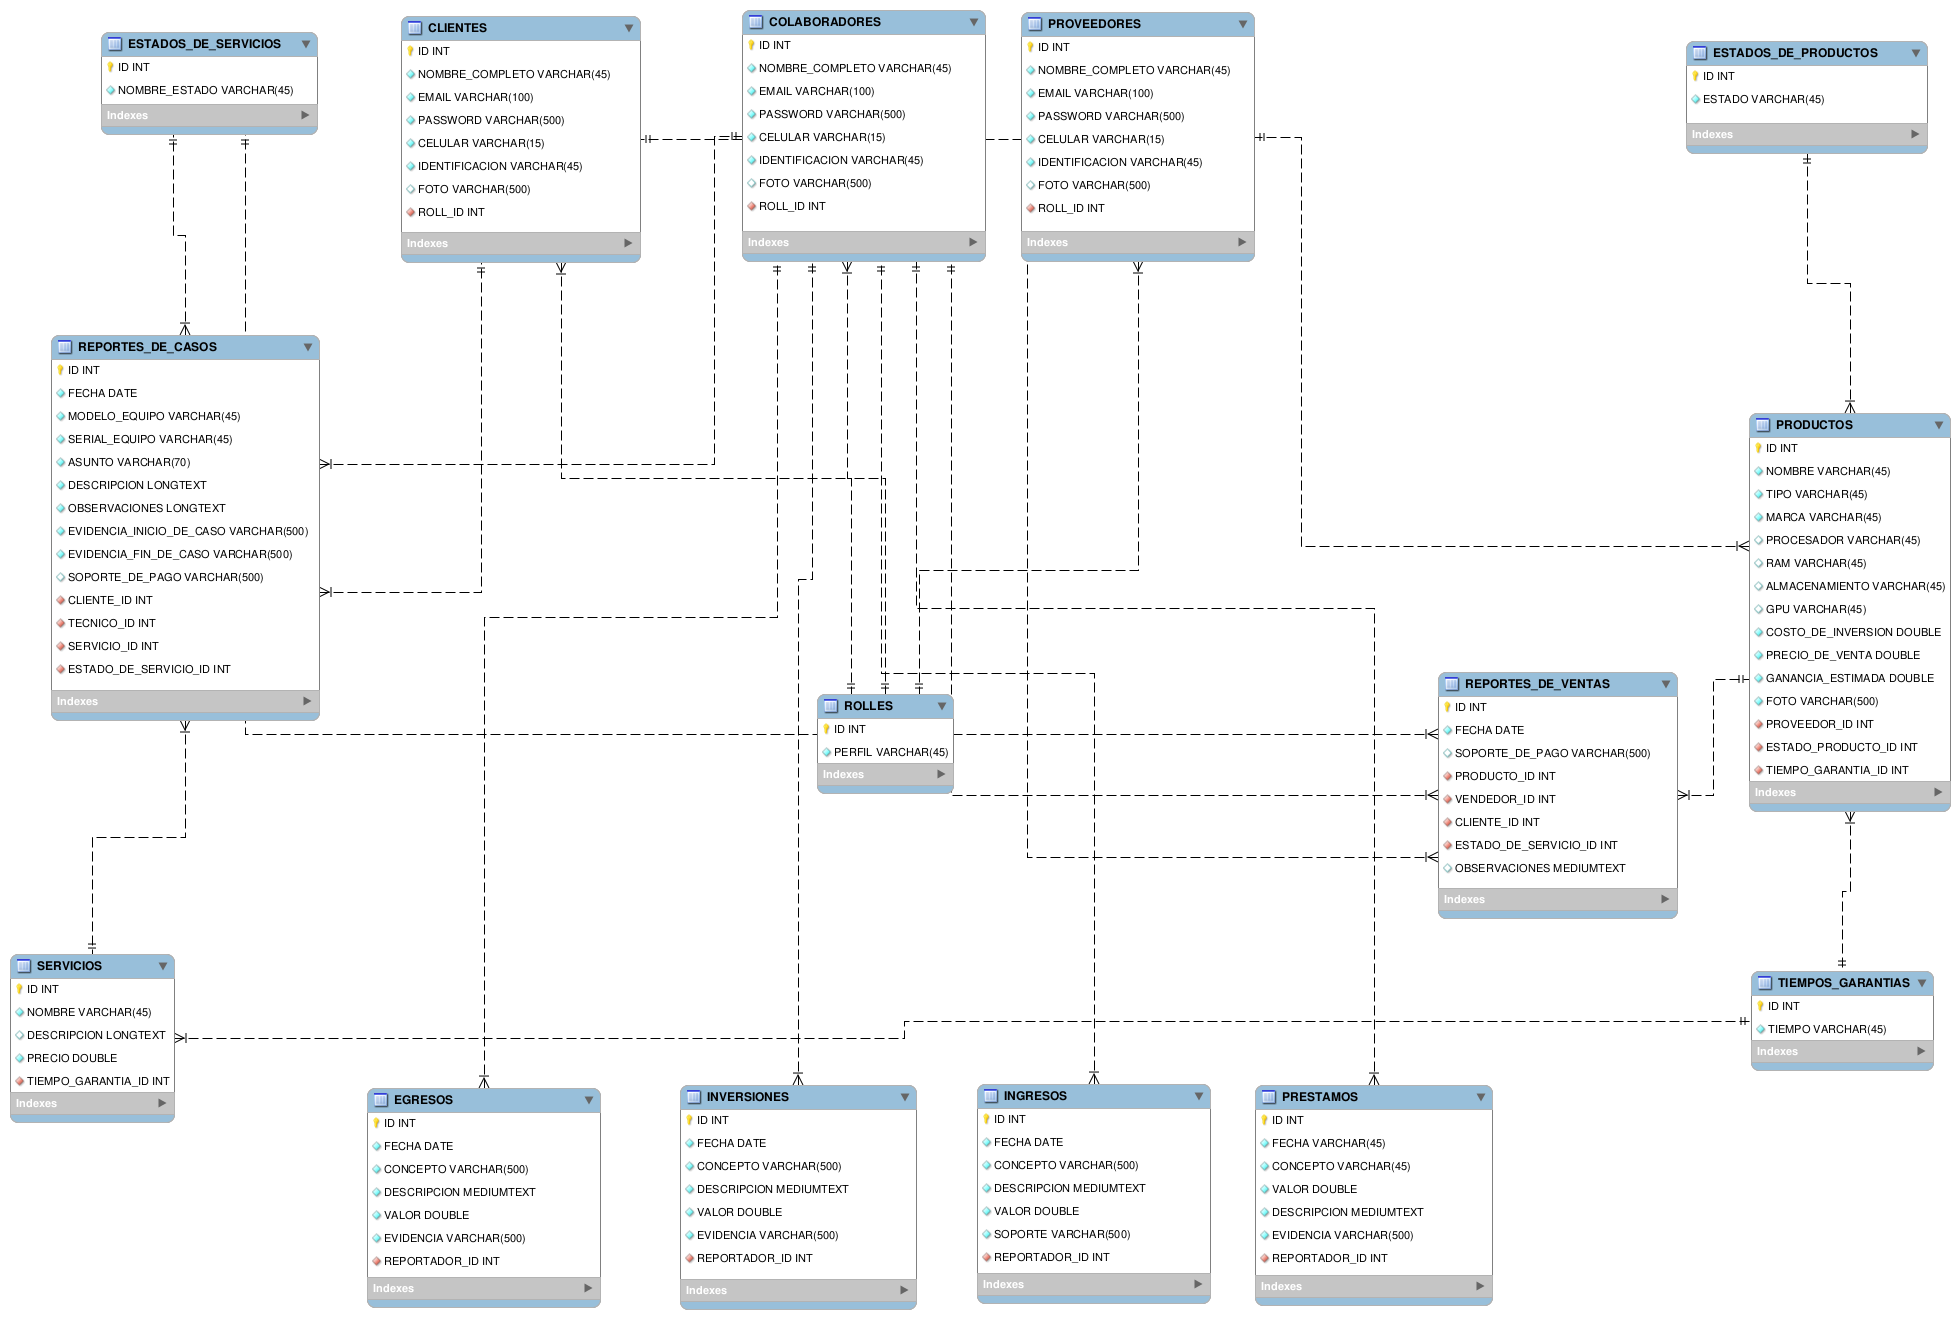 ESTADOS_DE_SERVICIOS
ID INT
NOMBRE_ESTADO VARCHAR(45)
Indexes
CLIENTES
ID INT
NOMBRE_COMPLETO VARCHAR(45)
EMAIL VARCHAR(100)
PASSWORD VARCHAR(500)
CELULAR VARCHAR(15)
IDENTIFICACION VARCHAR(45)
FOTO VARCHAR(500)
ROLL_ID INT
Indexes
COLABORADORES
ID INT
NOMBRE_COMPLETO VARCHAR(45)
EMAIL VARCHAR(100)
PASSWORD VARCHAR(500)
CELULAR VARCHAR(15)
IDENTIFICACION VARCHAR(45)
FOTO VARCHAR(500)
ROLL_ID INT
Indexes
PROVEEDORES
ID INT
NOMBRE_COMPLETO VARCHAR(45)
EMAIL VARCHAR(100)
PASSWORD VARCHAR(500)
CELULAR VARCHAR(15)
IDENTIFICACION VARCHAR(45)
FOTO VARCHAR(500)
ROLL_ID INT
Indexes
ESTADOS_DE_PRODUCTOS
ID INT
ESTADO VARCHAR(45)
Indexes
REPORTES_DE_CASOS
ID INT
FECHA DATE
MODELO_EQUIPO VARCHAR(45)
SERIAL_EQUIPO VARCHAR(45)
ASUNTO VARCHAR(70)
DESCRIPCION LONGTEXT
OBSERVACIONES LONGTEXT
EVIDENCIA_INICIO_DE_CASO VARCHAR(500)
EVIDENCIA_FIN_DE_CASO VARCHAR(500)
SOPORTE_DE_PAGO VARCHAR(500)
CLIENTE_ID INT
TECNICO_ID INT
SERVICIO_ID INT
ESTADO_DE_SERVICIO_ID INT
Indexes
PRODUCTOS
ID INT
NOMBRE VARCHAR(45)
TIPO VARCHAR(45)
MARCA VARCHAR(45)
PROCESADOR VARCHAR(45)
RAM VARCHAR(45)
ALMACENAMIENTO VARCHAR(45)
GPU VARCHAR(45)
COSTO_DE_INVERSION DOUBLE
PRECIO_DE_VENTA DOUBLE
GANANCIA_ESTIMADA DOUBLE
FOTO VARCHAR(500)
PROVEEDOR_ID INT
ESTADO_PRODUCTO_ID INT
TIEMPO_GARANTIA_ID INT
Indexes
ROLLES
ID INT
PERFIL VARCHAR(45)
Indexes
REPORTES_DE_VENTAS
ID INT
FECHA DATE
SOPORTE_DE_PAGO VARCHAR(500)
PRODUCTO_ID INT
VENDEDOR_ID INT
CLIENTE_ID INT
ESTADO_DE_SERVICIO_ID INT
OBSERVACIONES MEDIUMTEXT
Indexes
SERVICIOS
ID INT
NOMBRE VARCHAR(45)
DESCRIPCION LONGTEXT
PRECIO DOUBLE
TIEMPO_GARANTIA_ID INT
Indexes
TIEMPOS_GARANTIAS
ID INT
TIEMPO VARCHAR(45)
Indexes
EGRESOS
ID INT
FECHA DATE
CONCEPTO VARCHAR(500)
DESCRIPCION MEDIUMTEXT
VALOR DOUBLE
EVIDENCIA VARCHAR(500)
REPORTADOR_ID INT
Indexes
INVERSIONES
ID INT
FECHA DATE
CONCEPTO VARCHAR(500)
DESCRIPCION MEDIUMTEXT
VALOR DOUBLE
EVIDENCIA VARCHAR(500)
REPORTADOR_ID INT
Indexes
INGRESOS
ID INT
FECHA DATE
CONCEPTO VARCHAR(500)
DESCRIPCION MEDIUMTEXT
VALOR DOUBLE
SOPORTE VARCHAR(500)
REPORTADOR_ID INT
Indexes
PRESTAMOS
ID INT
FECHA VARCHAR(45)
CONCEPTO VARCHAR(45)
VALOR DOUBLE
DESCRIPCION MEDIUMTEXT
EVIDENCIA VARCHAR(500)
REPORTADOR_ID INT
Indexes